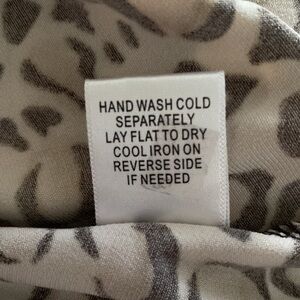 HAND WASH COLD
SEPARATELY
LAY FLAT TO DRY
COOL IRON ON
REVERSE SIDE
IF NEEDED